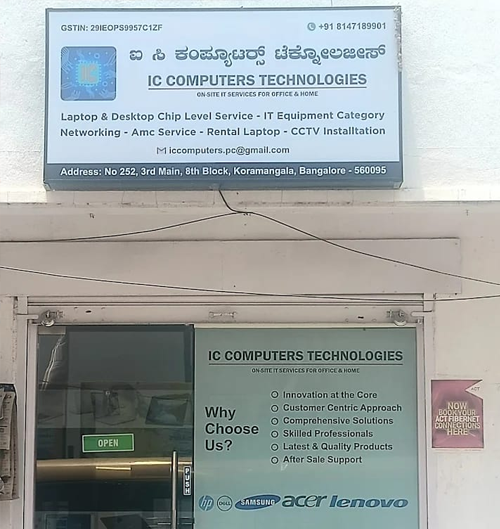 GSTIN: 29IEOPS9957C1ZF
+91 8147189901
ಐ ಸಿ ಕಂಪ್ಯೂಟರ್ಸ್ ಟೆಕ್ನೋಲಜೀಸ್
IC
IC COMPUTERS TECHNOLOGIES
ON-SITE IT SERVICES FOR OFFICE & HOME
Laptop & Desktop Chip Level Service - IT Equipment Category
Networking - Amc Service - Rental Laptop - CCTV Installtation
iccomputers.pc@gmail.com
Address: No 252, 3rd Main, 8th Block, Koramangala, Bangalore - 560095
IC COMPUTERS TECHNOLOGIES
ON-SITE IT SERVICES FOR OFFICE & HOME
Why
Choose
Us?
Innovation at the Core
Customer Centric Approach
Comprehensive Solutions
Skilled Professionals
Latest & Quality Products
After Sale Support
hp DELL SAMSUNG acer lenovo
OPEN
PUSH
ACT
NOW
BOOK YOUR
ACT FIBERNET
CONNECTIONS
HERE